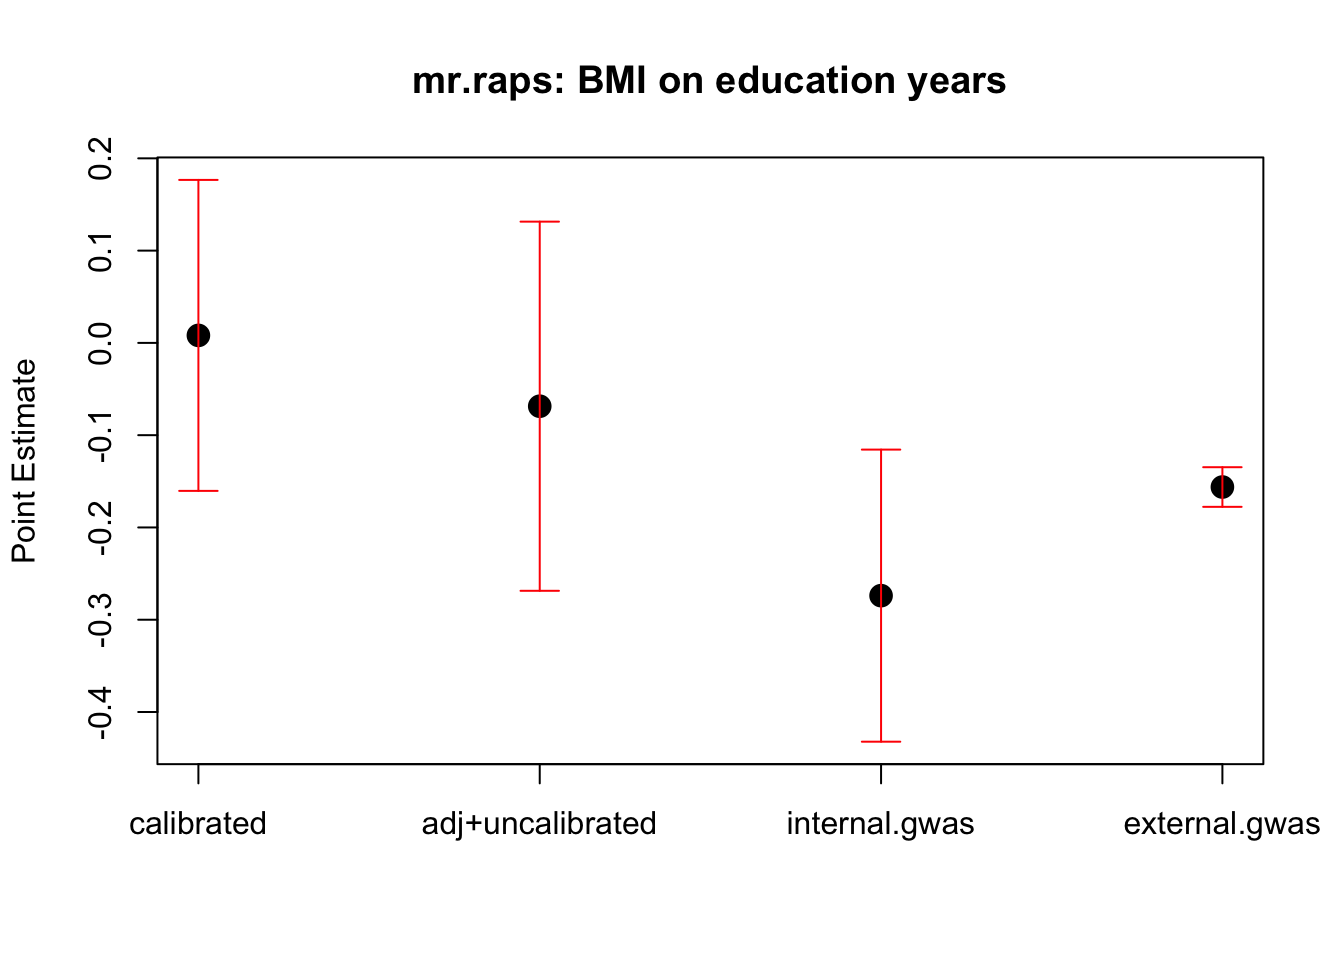 mr.raps: BMI on education years
Point Estimate
0.2
0.1
0.0
-0.1
-0.2
-0.3
-0.4
calibrated
adj+uncalibrated
internal.gwas
external.gwas